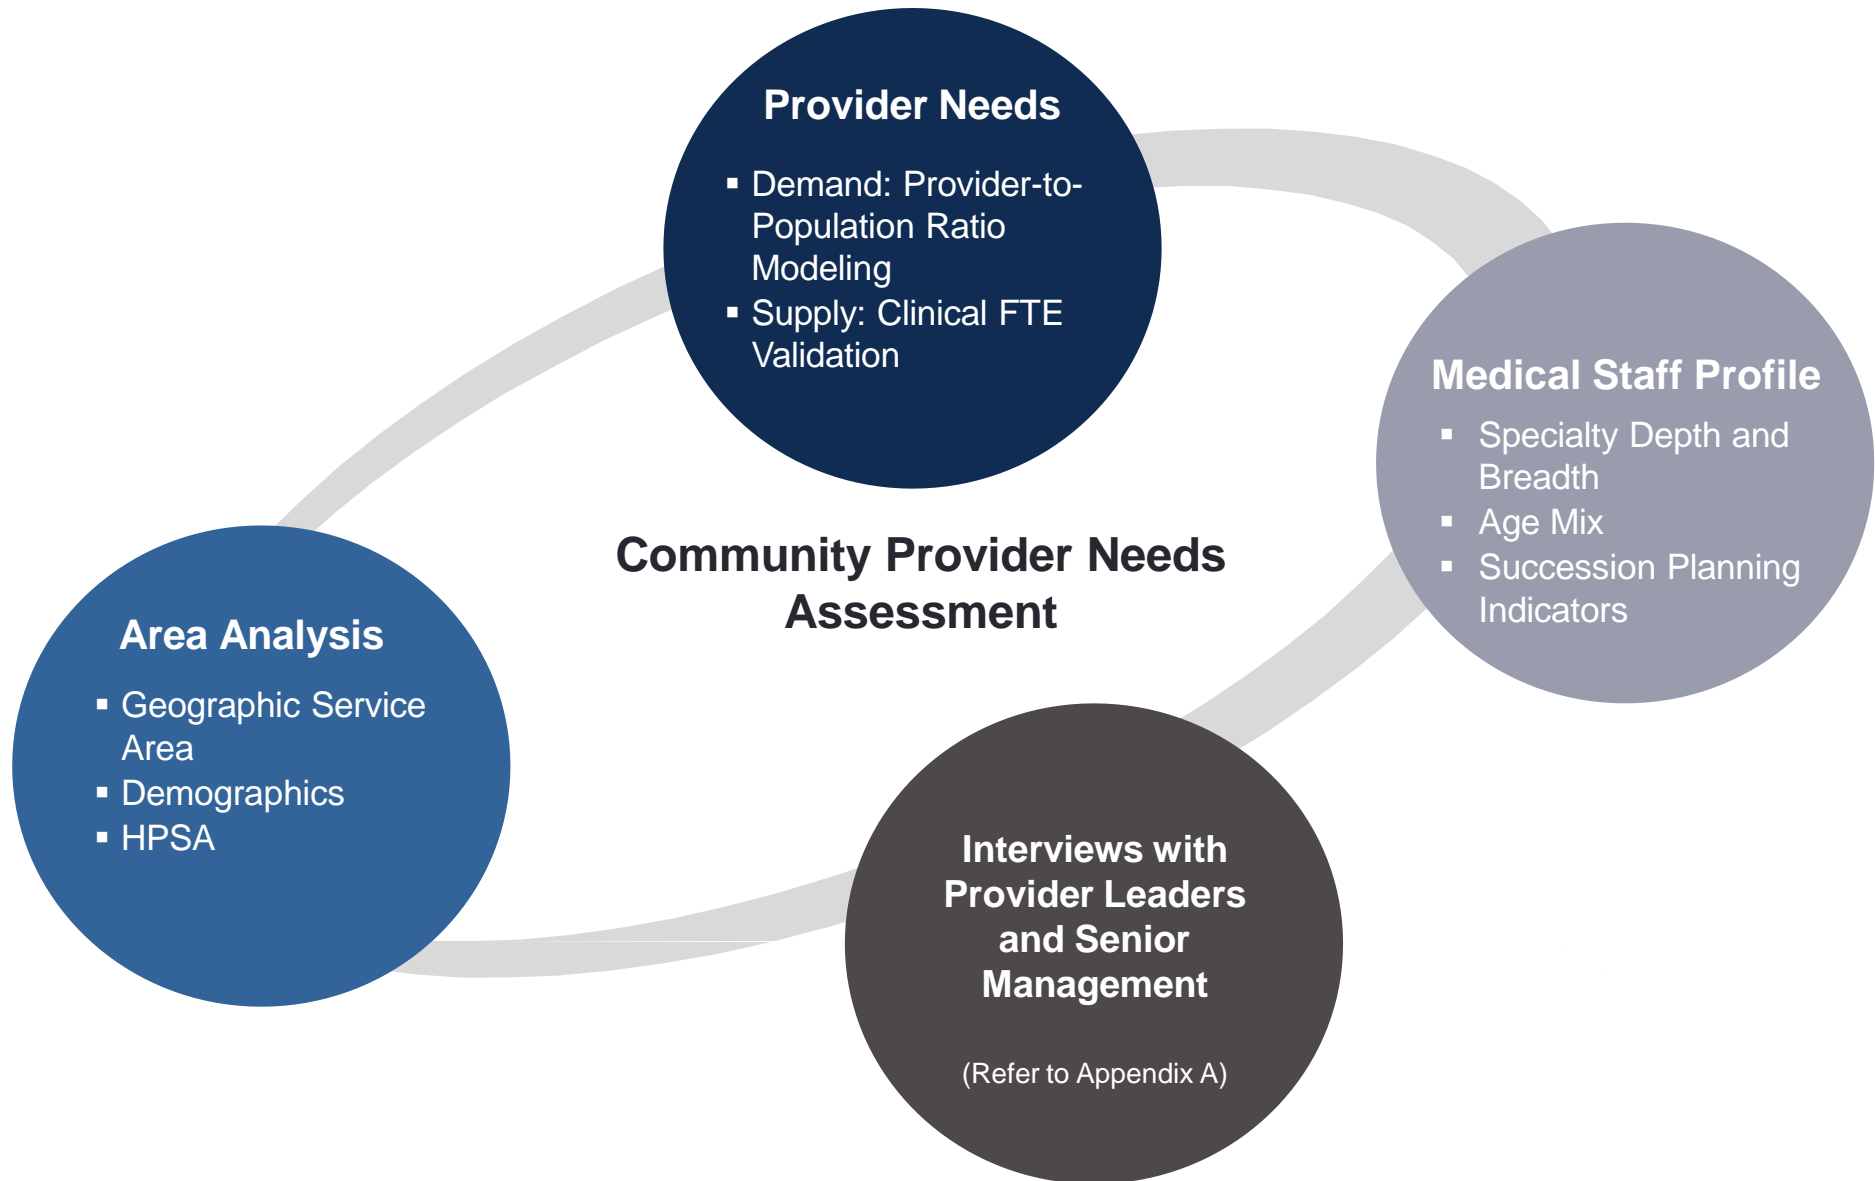 Provider Needs
▪ Demand: Provider-to-
Population Ratio
Modeling
▪ Supply: Clinical FTE
Validation
Medical Staff Profile
▪ Specialty Depth and
Breadth
▪ Age Mix
▪ Succession Planning
Indicators
Community Provider Needs
Assessment
Area Analysis
▪ Geographic Service
Area
▪ Demographics
▪ HPSA
Interviews with
Provider Leaders
and Senior
Management
(Refer to Appendix A)